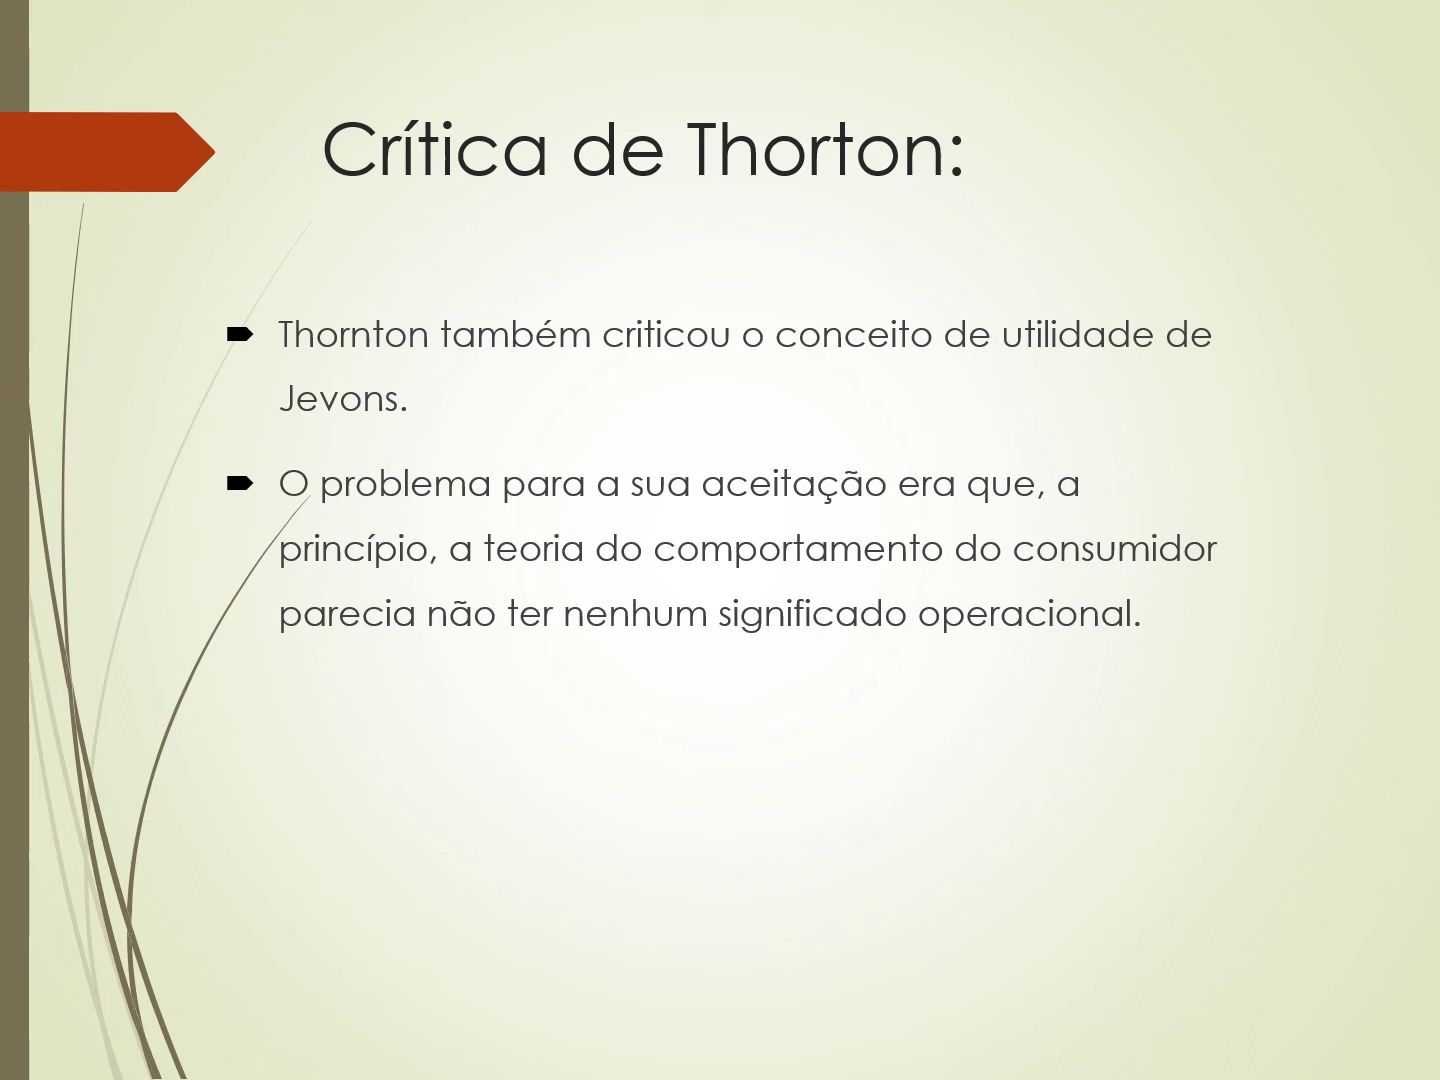 Crítica de Thorton:
Thornton também criticou o conceito de utilidade de
Jevons.
O problema para a sua aceitação era que, a
princípio, a teoria do comportamento do consumidor
parecia não ter nenhum significado operacional.